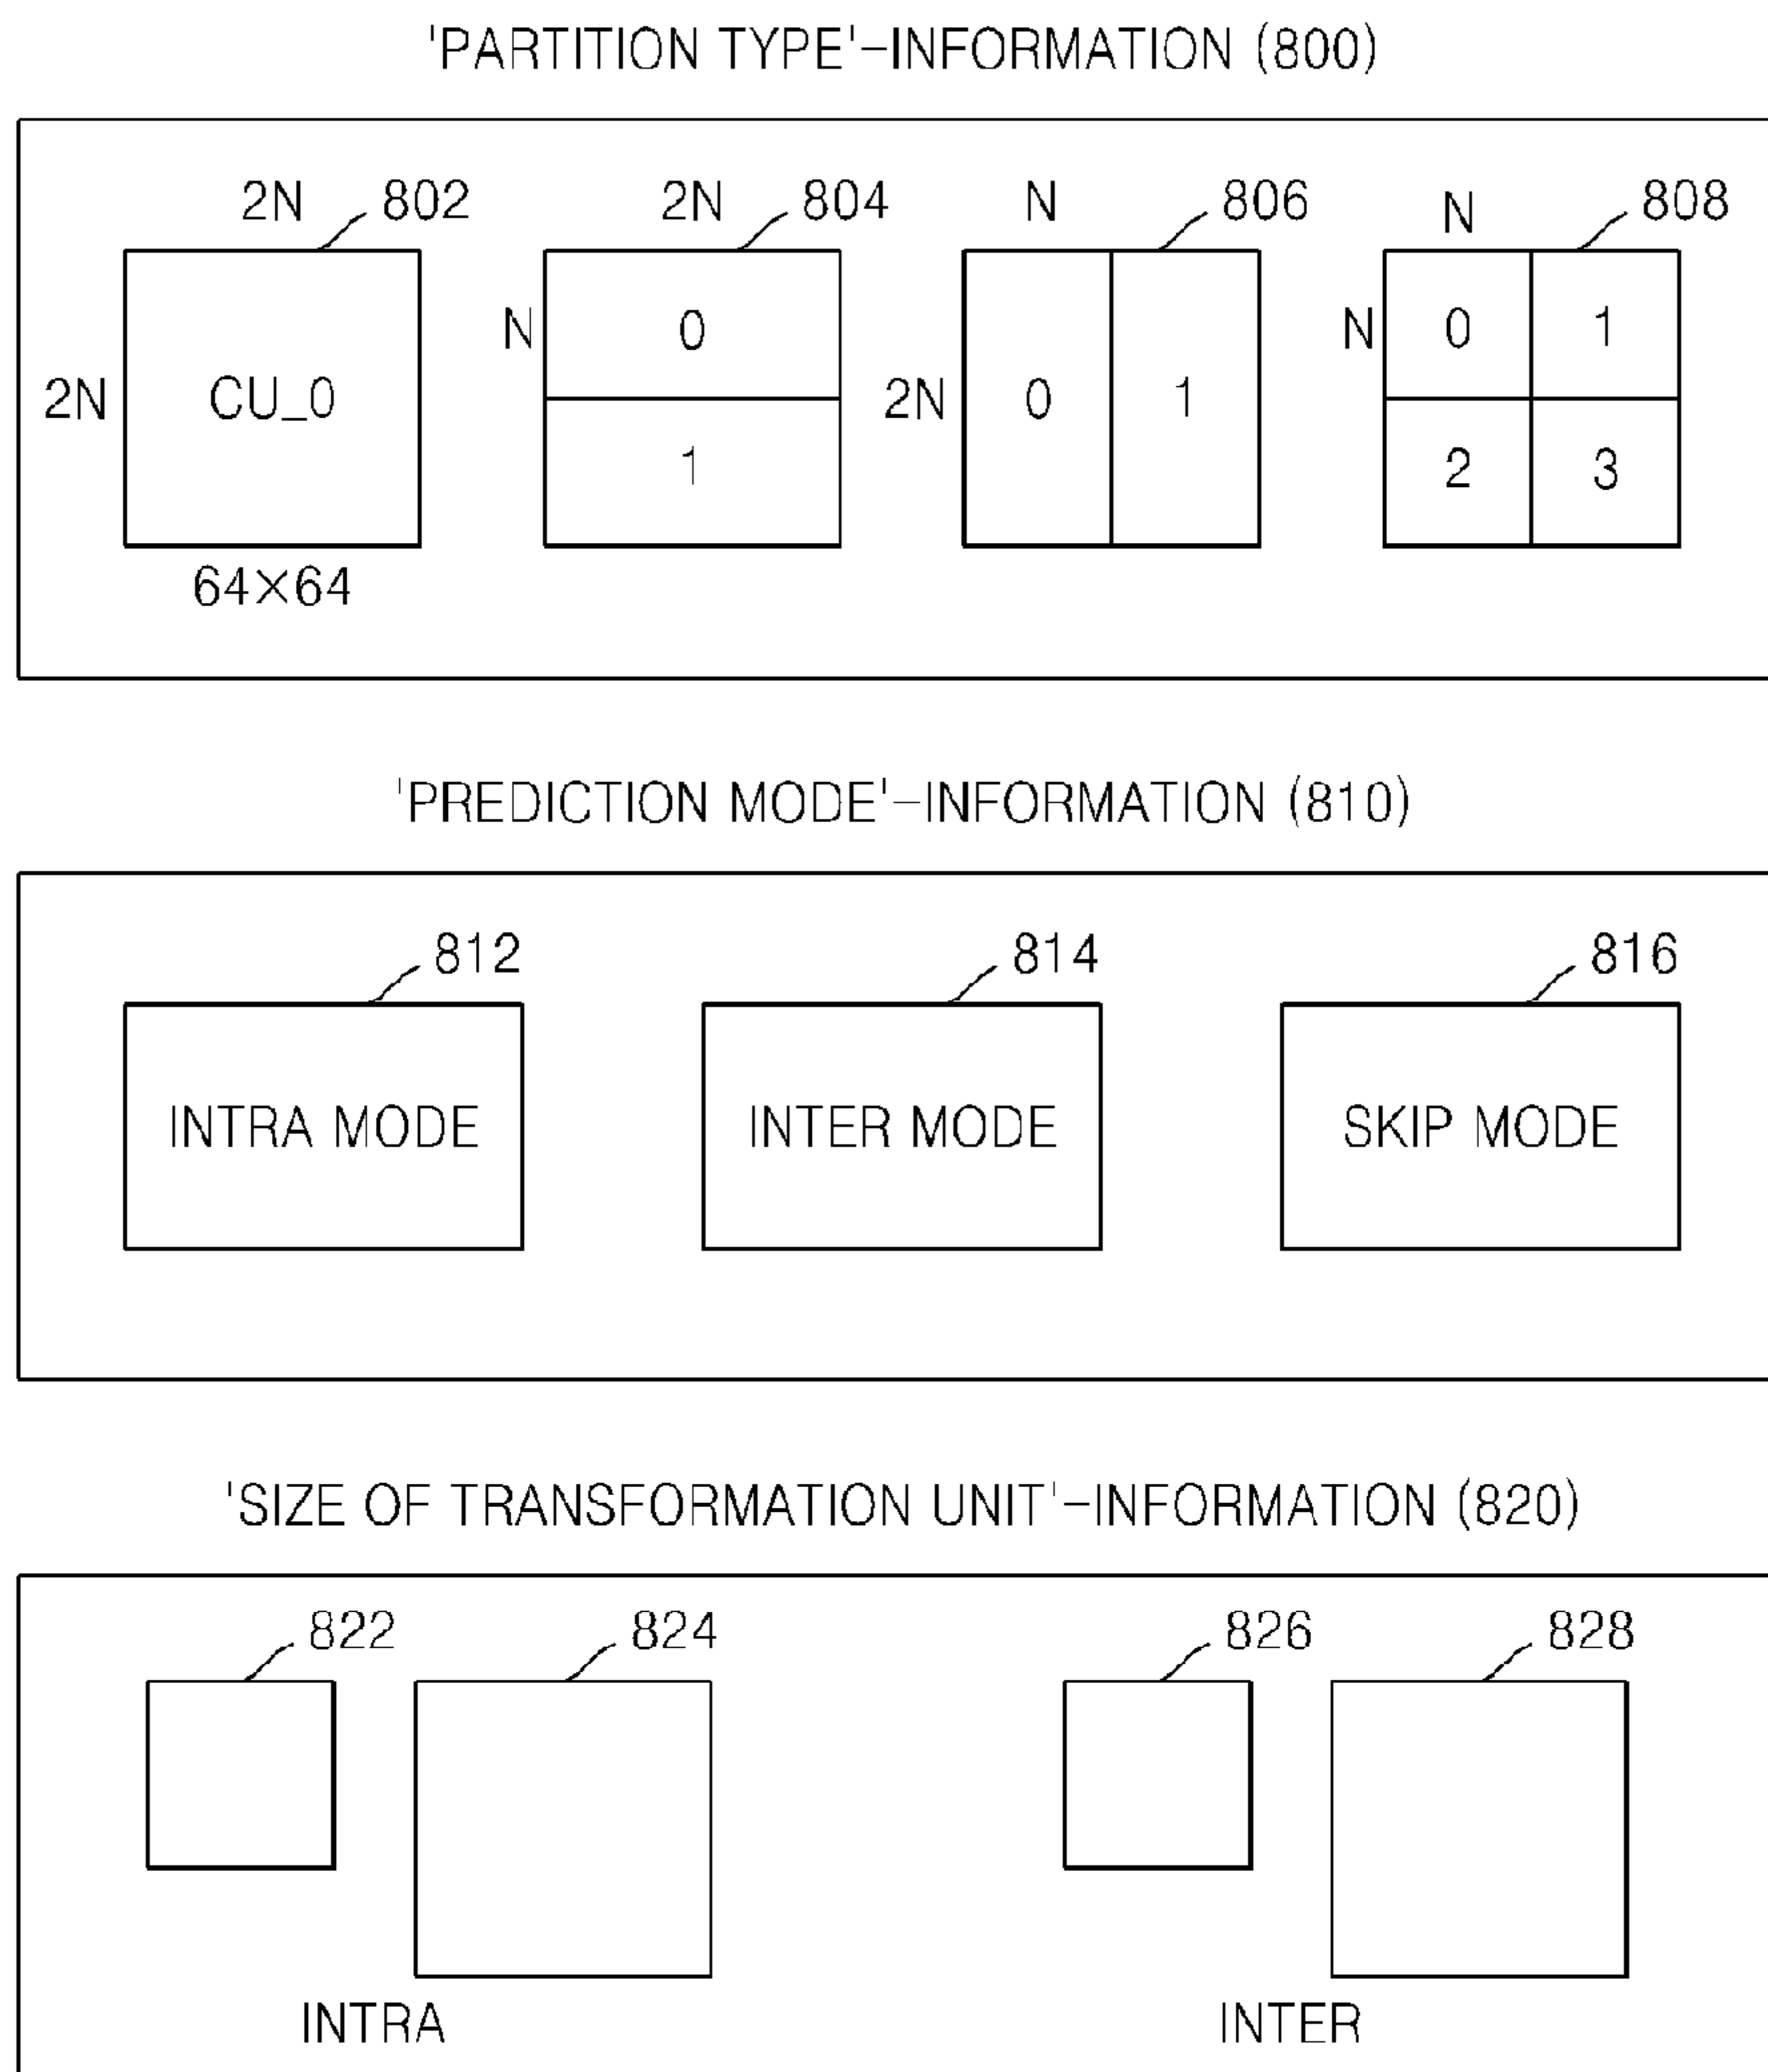 'PARTITION TYPE'-INFORMATION (800)
2N 802 2N 804 N 806 N 808
N 0 N 0 1
2N CU_0 2N 0 1
1 2 3
64×64
'PREDICTION MODE'-INFORMATION (810)
812 814 816
INTRA MODE INTER MODE SKIP MODE
'SIZE OF TRANSFORMATION UNIT'-INFORMATION (820)
822 824 826 828
INTRA INTER